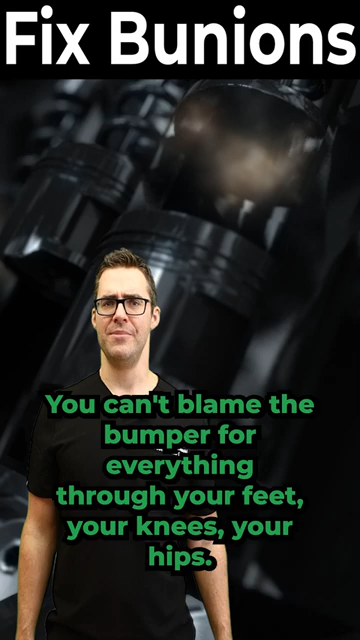 Fix Bunions
You can't blame the
bumper for
everything
through your feet,
your knees, your
hips.